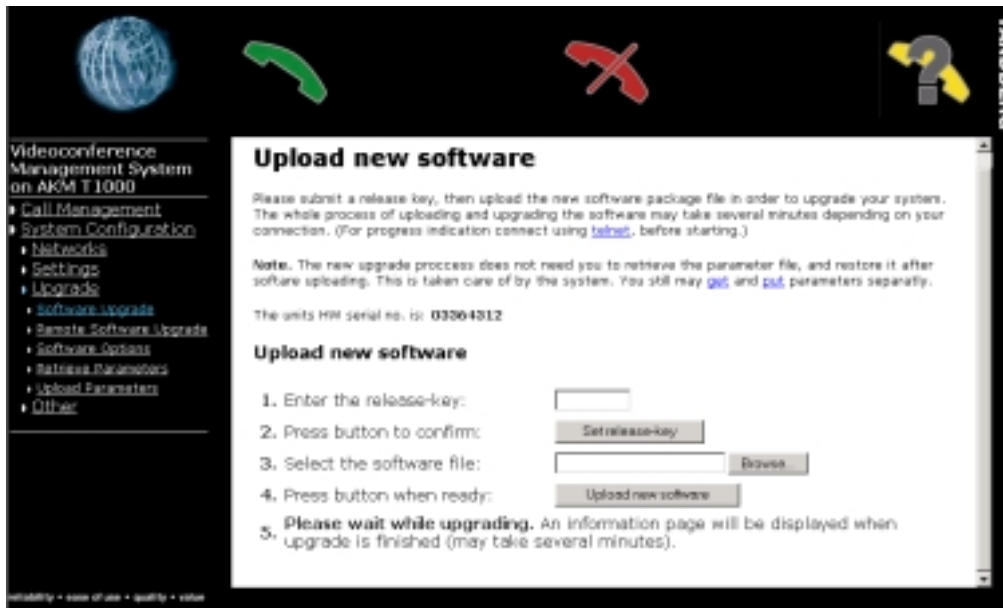 Videoconference
Management System
on AKM T1000
Call Management
System Configuration
Networks
Settings
Upgrade
Software Upgrade
Remote Software Upgrade
Software Options
Retrieve Parameters
Upload Parameters
Other
reliability • ease of use • quality • value
TANDBERG
Upload new software
Please submit a release key, then upload the new software package file in order to upgrade your system.
The whole process of uploading and upgrading the software may take several minutes depending on your
connection. (For progress indication connect using telnet, before starting.)
Note. The new upgrade proccess does not need you to retrieve the parameter file, and restore it after
softare uploading. This is taken care of by the system. You still may get and put parameters separatly.
The units HW serial no. is: 03364312
Upload new software
1. Enter the release-key:
2. Press button to confirm: Set release-key
3. Select the software file: Browse...
4. Press button when ready: Upload new software
5. Please wait while upgrading. An information page will be displayed when
upgrade is finished (may take several minutes).